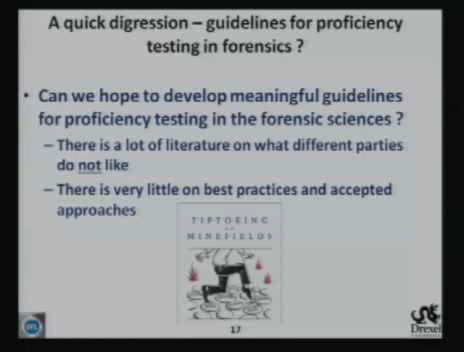 A quick digression – guidelines for proficiency
testing in forensics ?
• Can we hope to develop meaningful guidelines
for proficiency testing in the forensic sciences ?
– There is a lot of literature on what different parties
do not like
– There is very little on best practices and accepted
approaches
TIPTOEING
MINEFIELDS
17
Drexel